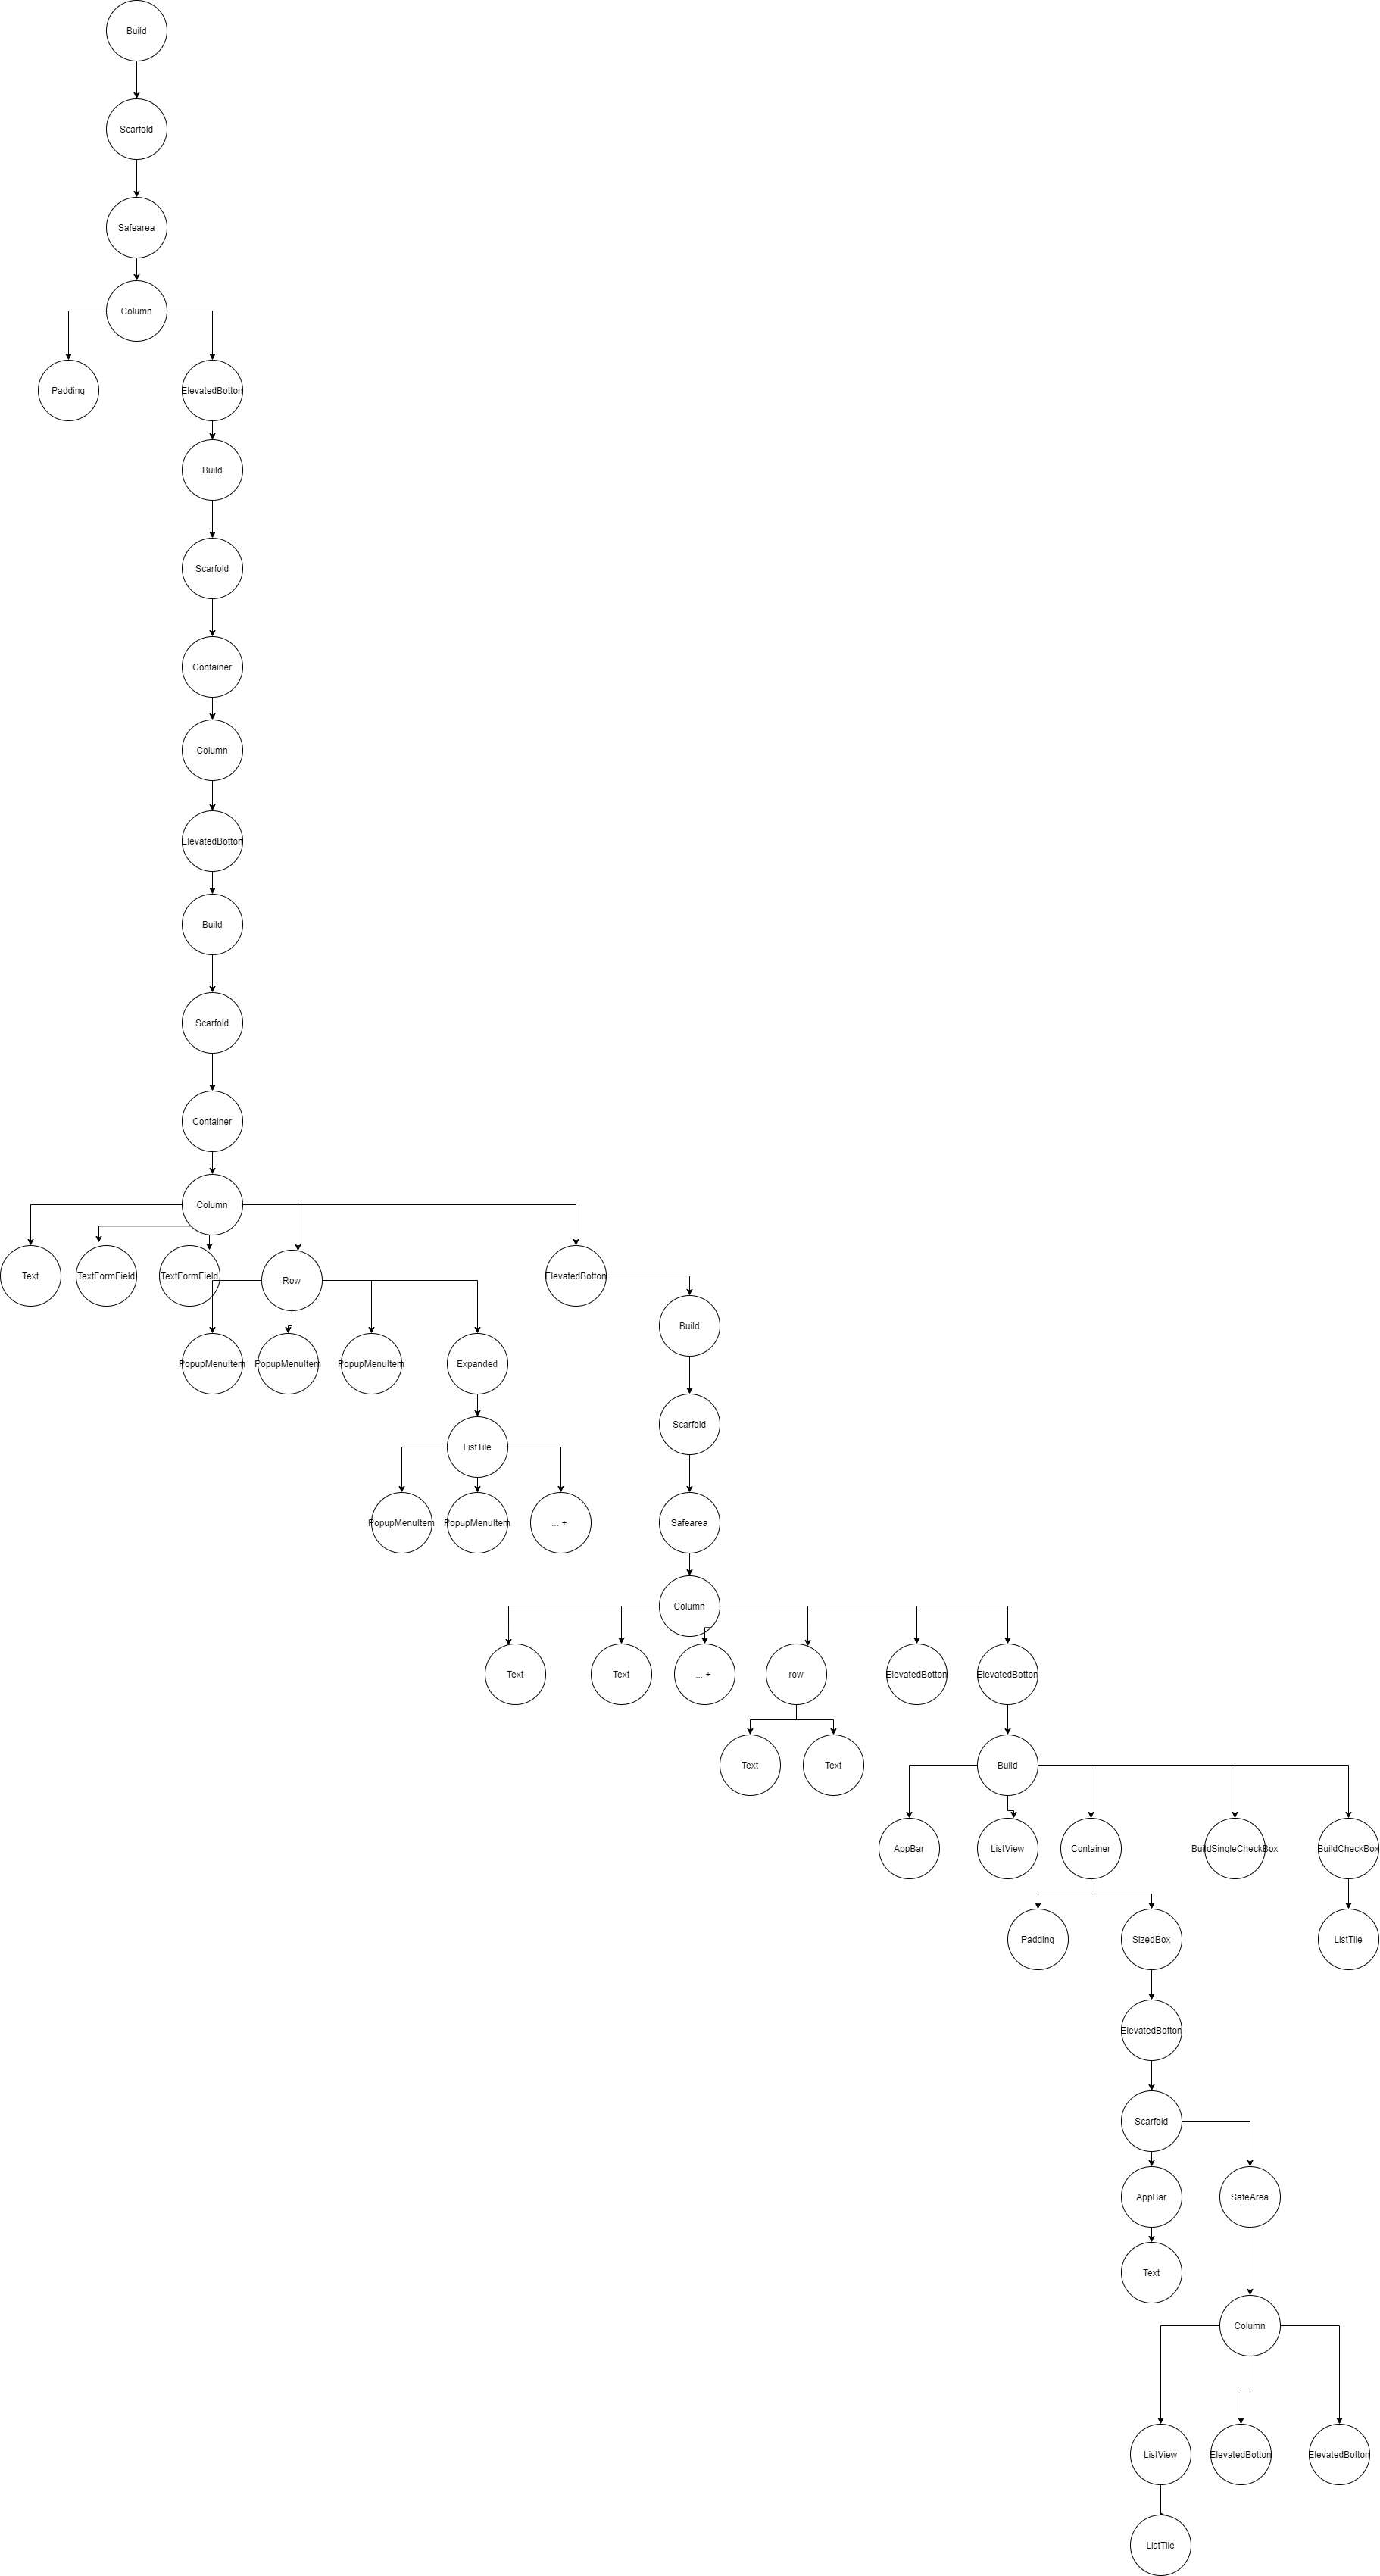 Build
Scarfold
Safearea
Column
Padding
ElevatedBotton
Build
Scarfold
Container
Column
ElevatedBotton
Build
Scarfold
Container
Column
Text
TextFormField
TextFormField
Row
ElevatedBotton
Build
PopupMenuItem
PopupMenuItem
PopupMenuItem
Expanded
Scarfold
ListTile
PopupMenuItem
PopupMenuItem
... +
Safearea
Column
Text
Text
... +
row
ElevatedBotton
ElevatedBotton
Text
Text
Build
AppBar
ListView
Container
BuildSingleCheckBox
BuildCheckBox
Padding
SizedBox
ListTile
ElevatedBotton
Scarfold
AppBar
SafeArea
Text
Column
ListView
ElevatedBotton
ElevatedBotton
ListTile